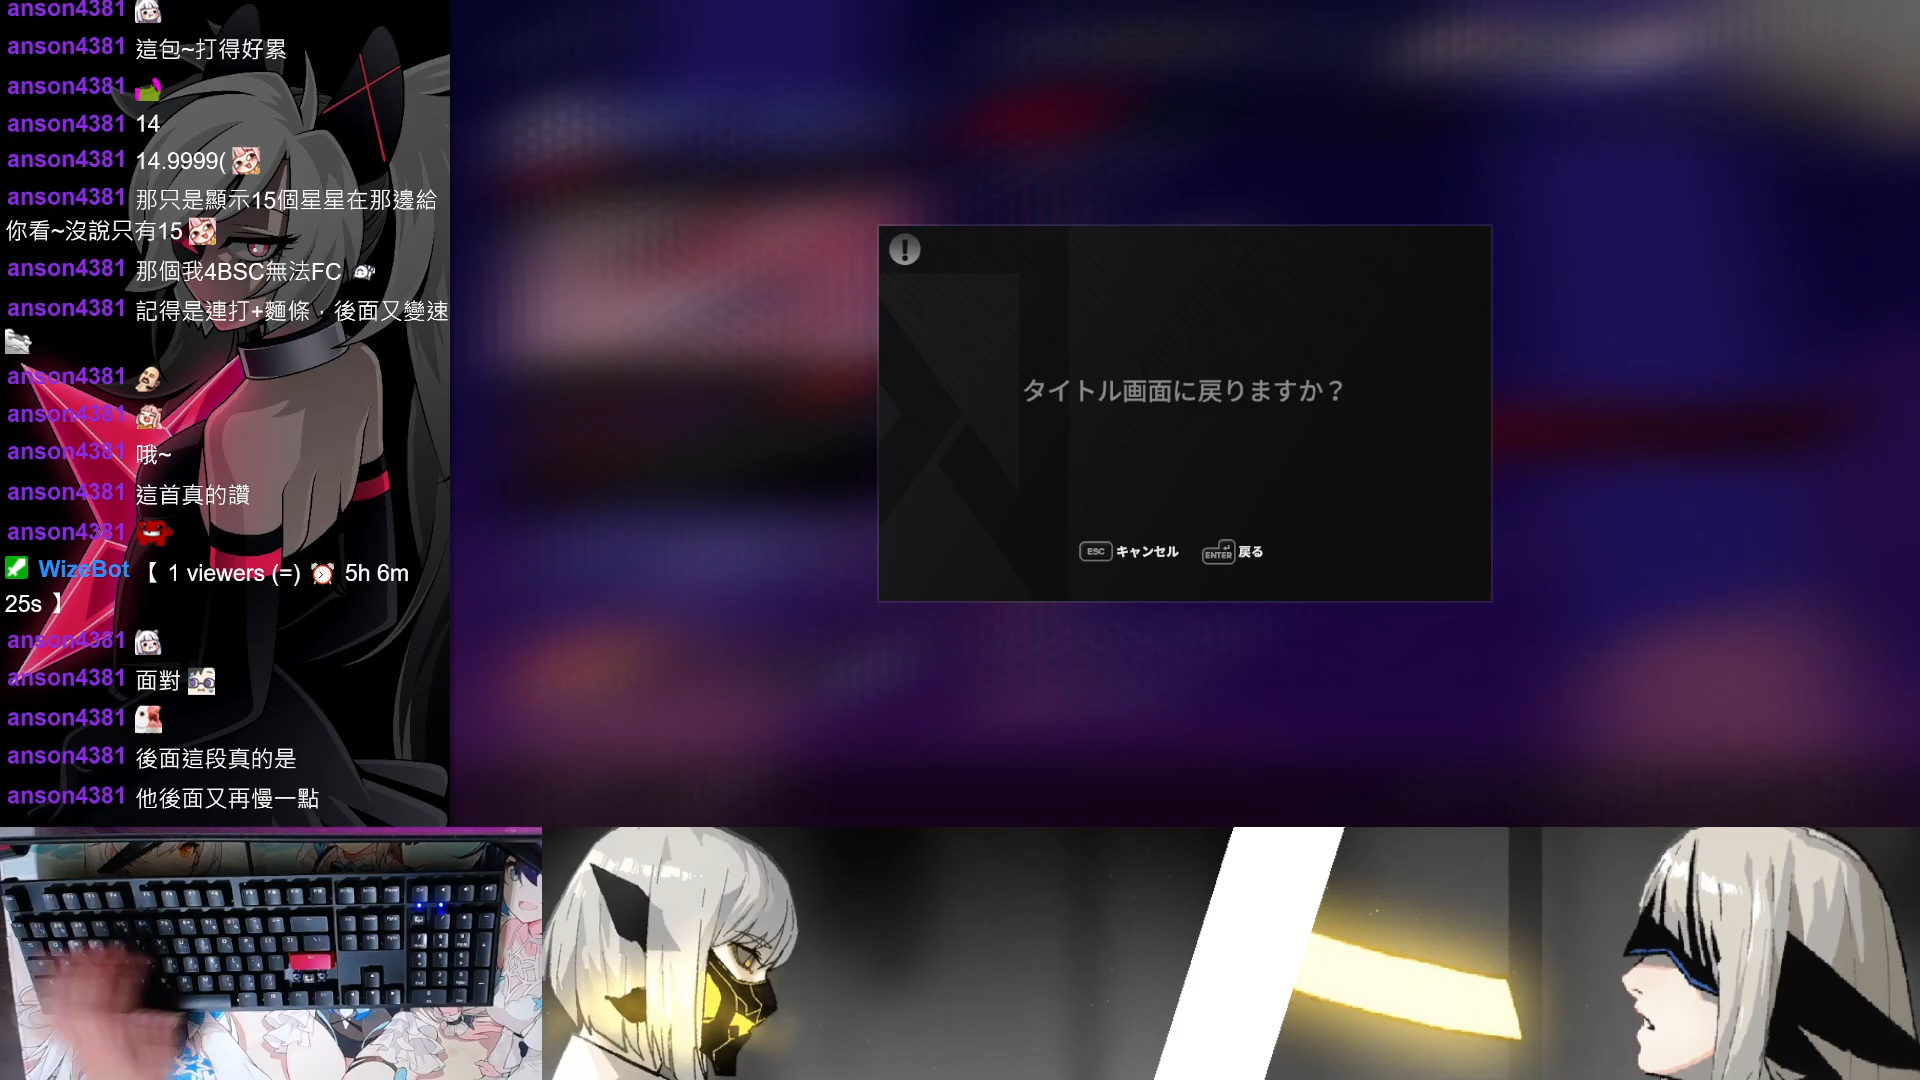 anson4381
anson4381 這包~打得好累
anson4381
anson4381 14
anson4381 14.9999(
anson4381 那只是顯示15個星星在那邊給
你看~沒說只有15
anson4381 那個我4BSC無法FC
anson4381 記得是連打+麵條，後面又變速
anson4381
anson4381
anson4381 哦~
anson4381 這首真的讚
anson4381
WizeBot 【 1 viewers (=) ⏰ 5h 6m
25s 】
anson4381
anson4381 面對
anson4381
anson4381 後面這段真的是
anson4381 他後面又再慢一點
タイトル画面に戻りますか？
ESC キャンセル ENTER 戻る